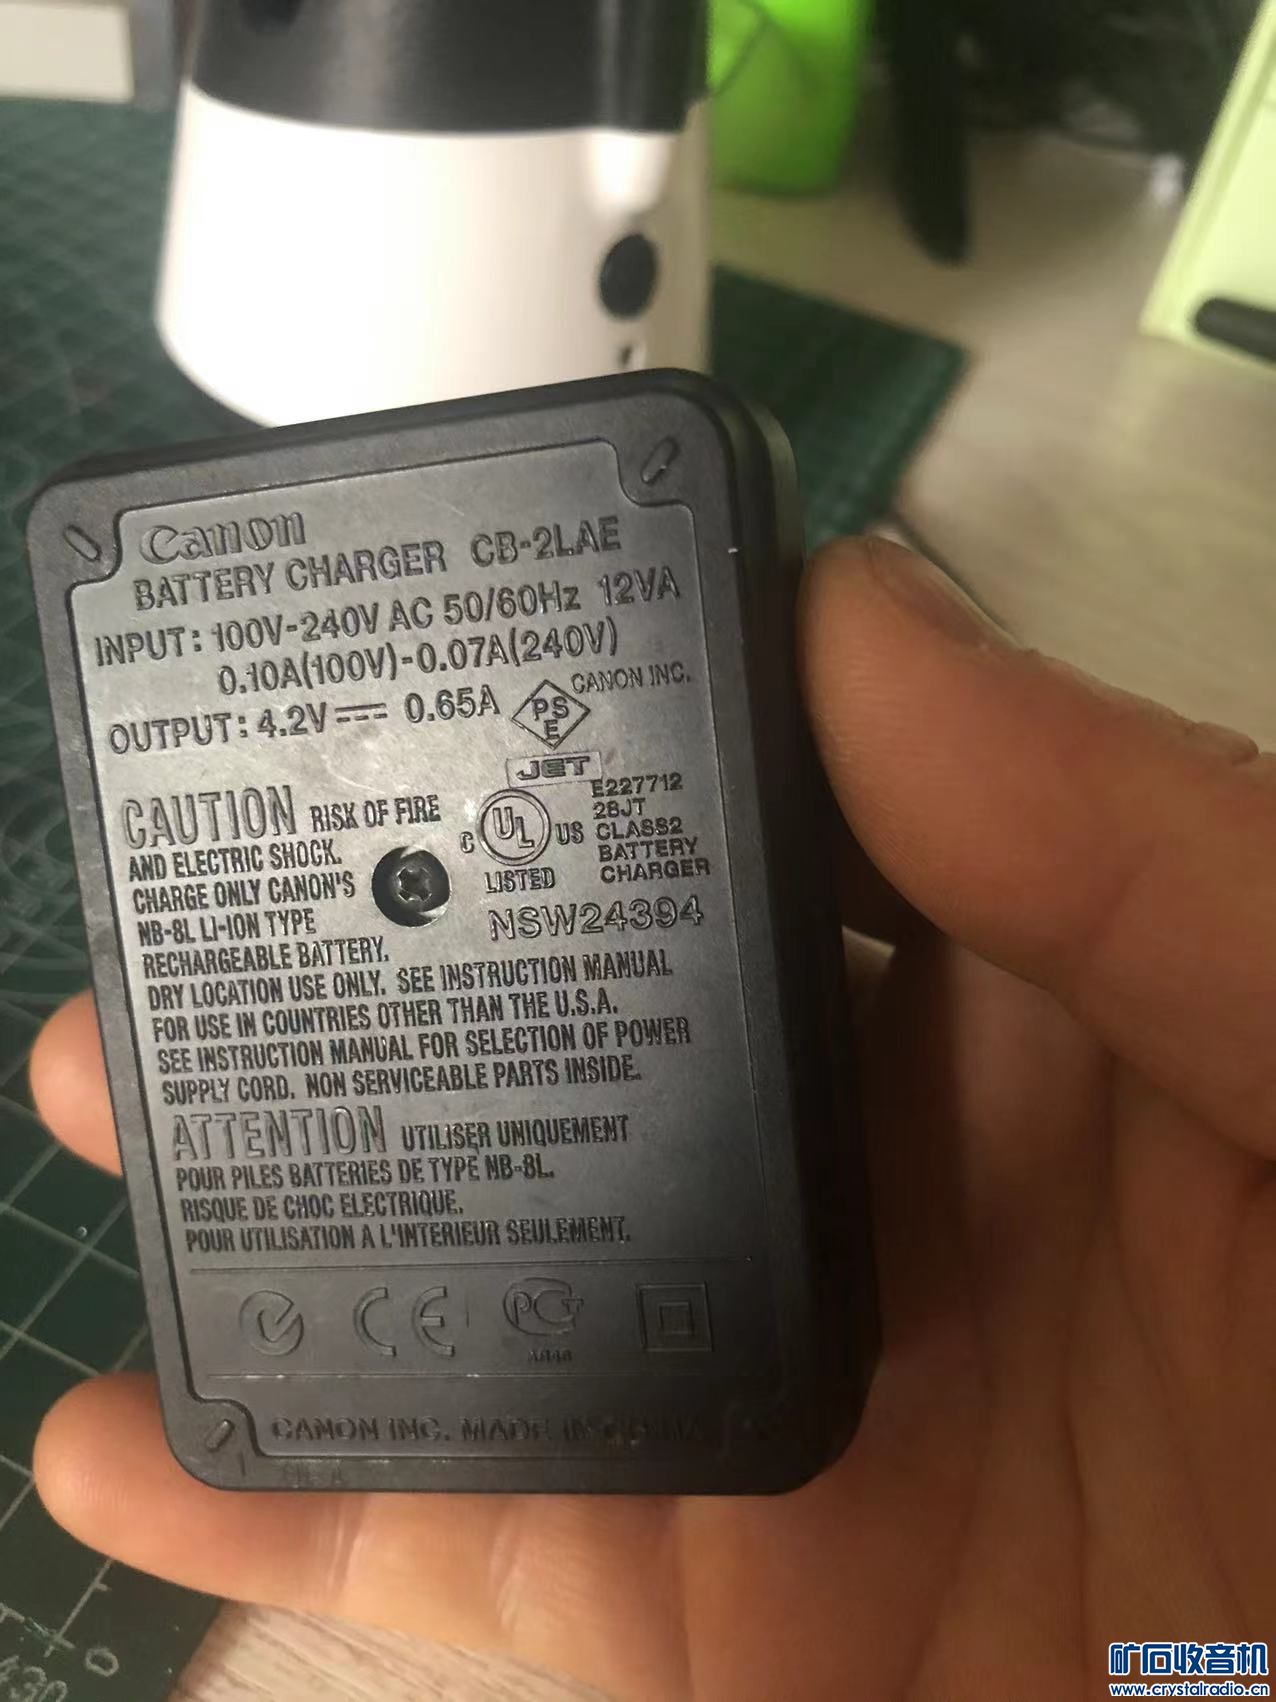 Canon
BATTERY CHARGER CB-2LAE
INPUT: 100V-240V AC 50/60Hz 12VA
0.10A(100V)-0.07A(240V)
OUTPUT: 4.2V 0.65A
PS
E
CANON INC.
JET
C UL US
LISTED
E227712
28JT
CLASS2
BATTERY
CHARGER
NSW24394
CAUTION RISK OF FIRE
AND ELECTRIC SHOCK.
CHARGE ONLY CANON'S
NB-8L LI-ION TYPE
RECHARGEABLE BATTERY.
DRY LOCATION USE ONLY. SEE INSTRUCTION MANUAL
FOR USE IN COUNTRIES OTHER THAN THE U.S.A.
SEE INSTRUCTION MANUAL FOR SELECTION OF POWER
SUPPLY CORD. NON SERVICEABLE PARTS INSIDE.
ATTENTION UTILISER UNIQUEMENT
POUR PILES BATTERIES DE TYPE NB-8L.
RISQUE DE CHOC ELECTRIQUE.
POUR UTILISATION A L'INTERIEUR SEULEMENT.
CE
CANON INC. MADE IN CHINA
430
矿石收音机
www.crystalradio.cn